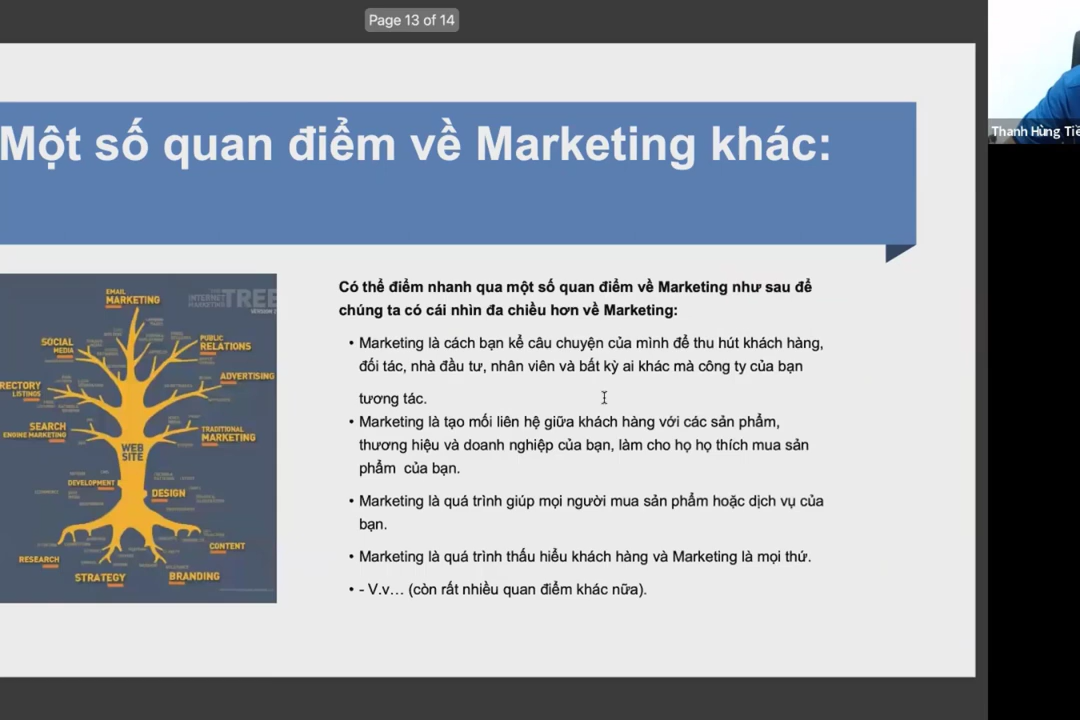 Page 13 of 14
Một số quan điểm về Marketing khác:
Thanh Hùng
Có thể điểm nhanh qua một số quan điểm về Marketing như sau để
chúng ta có cái nhìn đa chiều hơn về Marketing:
• Marketing là cách bạn kể câu chuyện của mình để thu hút khách hàng,
đối tác, nhà đầu tư, nhân viên và bất kỳ ai khác mà công ty của bạn
tương tác.
• Marketing là tạo mối liên hệ giữa khách hàng với các sản phẩm,
thương hiệu và doanh nghiệp của bạn, làm cho họ họ thích mua sản
phẩm của bạn.
• Marketing là quá trình giúp mọi người mua sản phẩm hoặc dịch vụ của
bạn.
• Marketing là quá trình thấu hiểu khách hàng và Marketing là mọi thứ.
• - V.v… (còn rất nhiều quan điểm khác nữa).
EMAIL
MARKETING
INTERNET
MARKETING
TREE
SOCIAL
MEDIA
PUBLIC
RELATIONS
ADVERTISING
LISTINGS
SEARCH
ENGINE MARKETING
TRADITIONAL
MARKETING
WEB
SITE
DEVELOPMENT
DESIGN
CONTENT
RESEARCH
STRATEGY
BRANDING